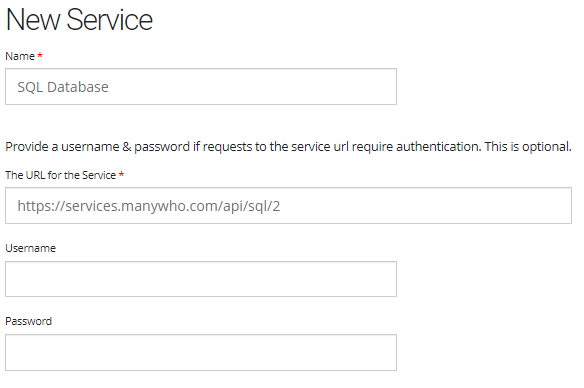 New Service
Name *
SQL Database
Provide a username & password if requests to the service url require authentication. This is optional.
The URL for the Service *
https://services.manywho.com/api/sql/2
Username
Password